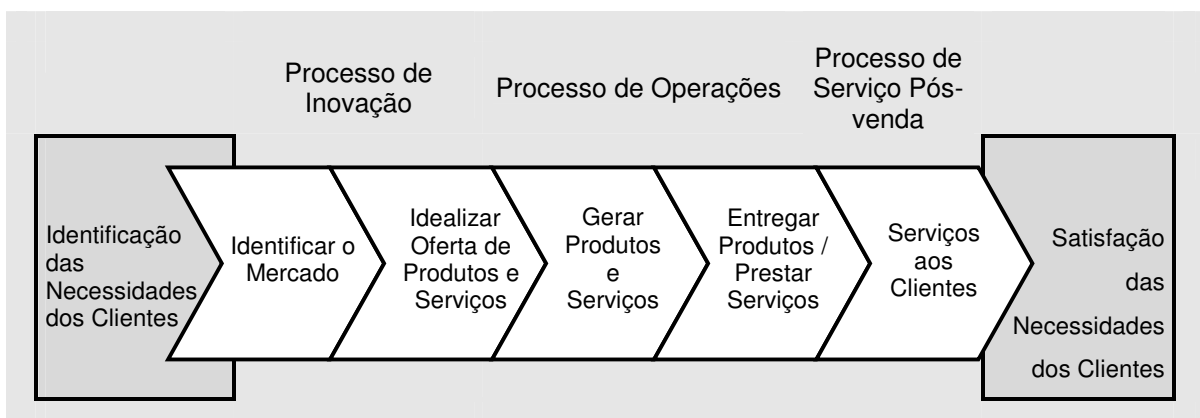 Processo de
Inovação
Processo de Operações
Processo de
Serviço Pós-
venda
Identificação
das
Necessidades
dos Clientes
Identificar o
Mercado
Idealizar
Oferta de
Produtos e
Serviços
Gerar
Produtos
e
Serviços
Entregar
Produtos /
Prestar
Serviços
Serviços
aos
Clientes
Satisfação
das
Necessidades
dos Clientes